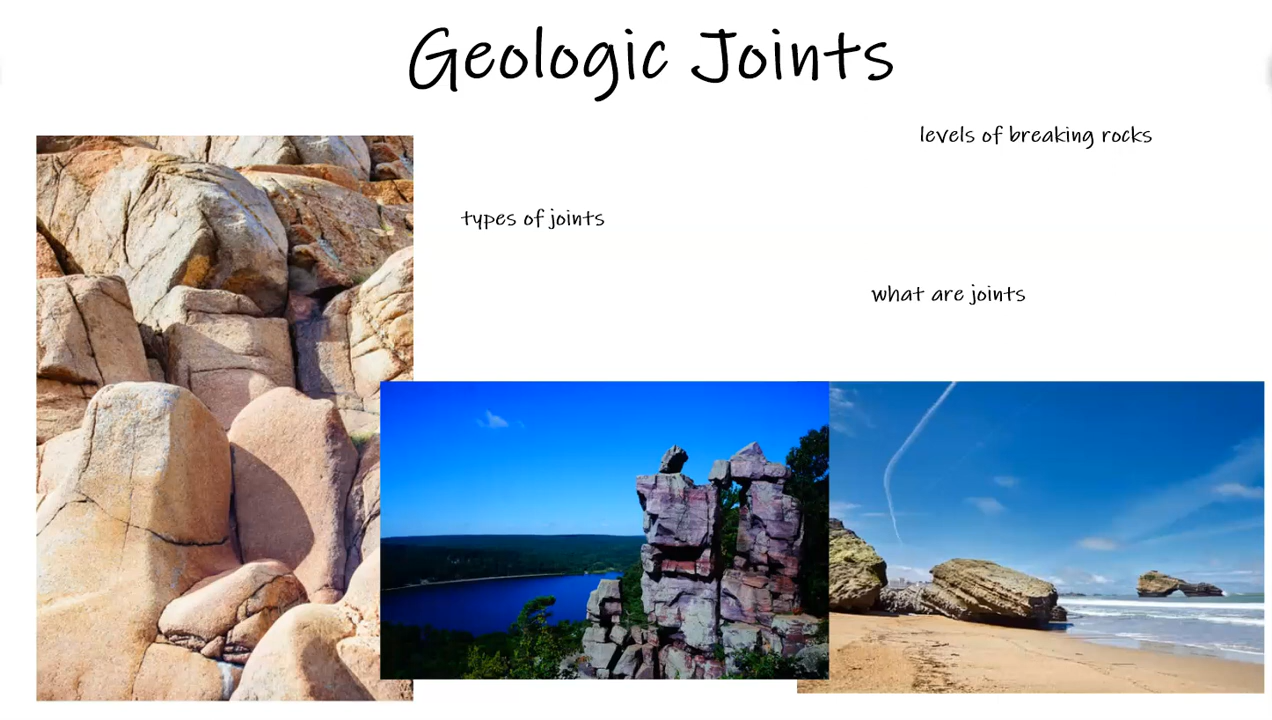 Geologic Joints
levels of breaking rocks
types of joints
what are joints